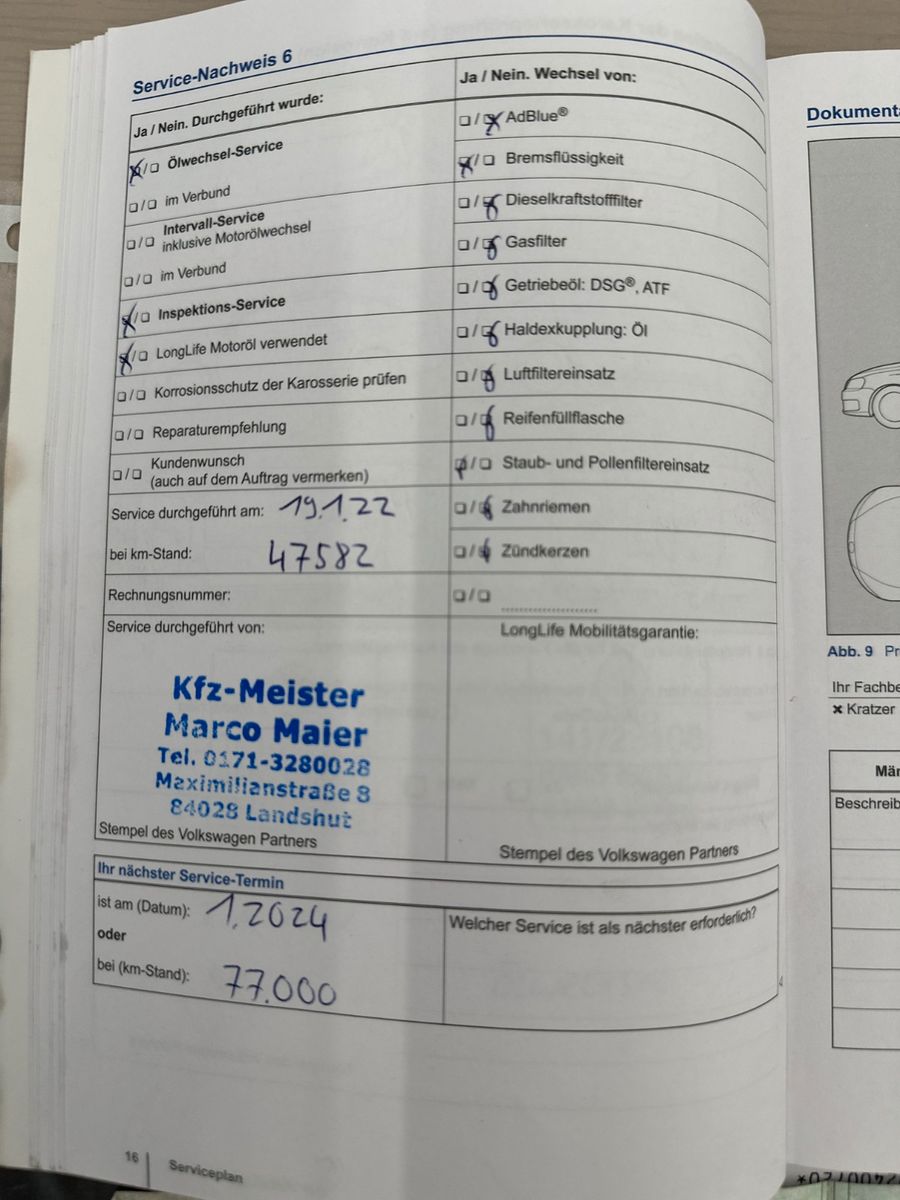 Service-Nachweis 6
Ja / Nein. Durchgeführt wurde:
Ölwechsel-Service
im Verbund
Intervall-Service
inklusive Motorölwechsel
im Verbund
Inspektions-Service
LongLife Motoröl verwendet
Korrosionsschutz der Karosserie prüfen
Reparaturempfehlung
Kundenwunsch
(auch auf dem Auftrag vermerken)
Service durchgeführt am: 19.1.22
bei km-Stand: 47582
Rechnungsnummer:
Service durchgeführt von:
Kfz-Meister
Marco Maier
Tel. 0171-3280028
Maximilianstraße 8
84028 Landshut
Stempel des Volkswagen Partners
Ja / Nein. Wechsel von:
AdBlue®
Bremsflüssigkeit
Dieselkraftstofffilter
Gasfilter
Getriebeöl: DSG®, ATF
Haldexkupplung: Öl
Luftfiltereinsatz
Reifenfüllflasche
Staub- und Pollenfiltereinsatz
Zahnriemen
Zündkerzen
LongLife Mobilitätsgarantie:
Stempel des Volkswagen Partners
Ihr nächster Service-Termin
ist am (Datum): 1.2024
oder
bei (km-Stand): 77.000
Welcher Service ist als nächster erforderlich?
16 Serviceplan
Dokumenta
Abb. 9 Pr
Ihr Fachbe
× Kratzer
Män
Beschreib